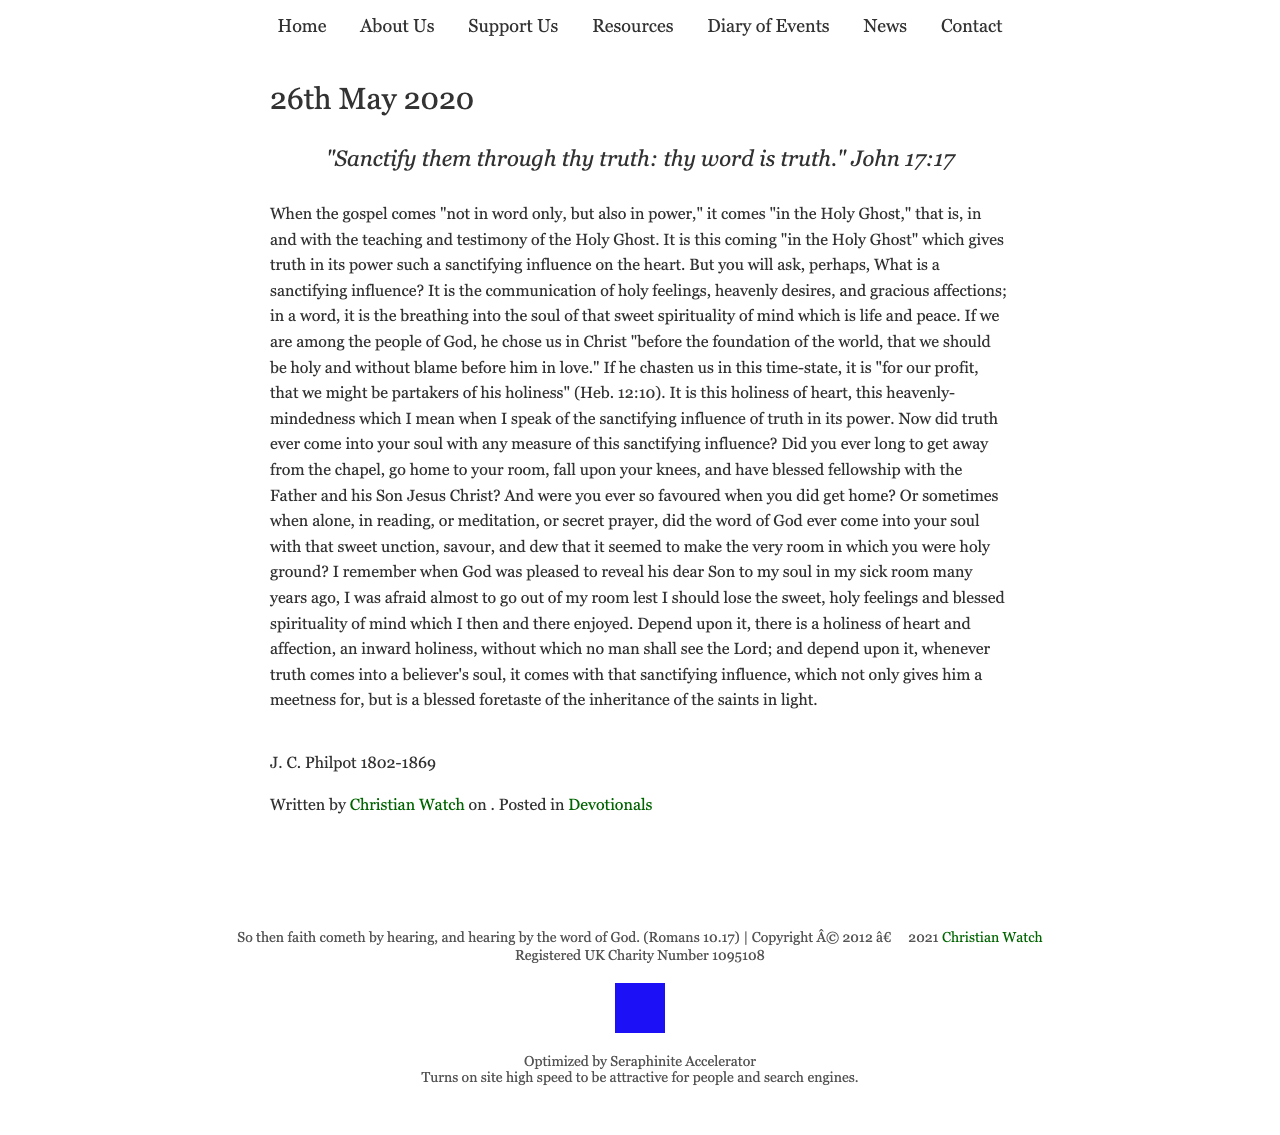 Home About Us Support Us Resources Diary of Events News Contact
26th May 2020
"Sanctify them through thy truth: thy word is truth." John 17:17
When the gospel comes "not in word only, but also in power," it comes "in the Holy Ghost," that is, in
and with the teaching and testimony of the Holy Ghost. It is this coming "in the Holy Ghost" which gives
truth in its power such a sanctifying influence on the heart. But you will ask, perhaps, What is a
sanctifying influence? It is the communication of holy feelings, heavenly desires, and gracious affections;
in a word, it is the breathing into the soul of that sweet spirituality of mind which is life and peace. If we
are among the people of God, he chose us in Christ "before the foundation of the world, that we should
be holy and without blame before him in love." If he chasten us in this time-state, it is "for our profit,
that we might be partakers of his holiness" (Heb. 12:10). It is this holiness of heart, this heavenly-
mindedness which I mean when I speak of the sanctifying influence of truth in its power. Now did truth
ever come into your soul with any measure of this sanctifying influence? Did you ever long to get away
from the chapel, go home to your room, fall upon your knees, and have blessed fellowship with the
Father and his Son Jesus Christ? And were you ever so favoured when you did get home? Or sometimes
when alone, in reading, or meditation, or secret prayer, did the word of God ever come into your soul
with that sweet unction, savour, and dew that it seemed to make the very room in which you were holy
ground? I remember when God was pleased to reveal his dear Son to my soul in my sick room many
years ago, I was afraid almost to go out of my room lest I should lose the sweet, holy feelings and blessed
spirituality of mind which I then and there enjoyed. Depend upon it, there is a holiness of heart and
affection, an inward holiness, without which no man shall see the Lord; and depend upon it, whenever
truth comes into a believer's soul, it comes with that sanctifying influence, which not only gives him a
meetness for, but is a blessed foretaste of the inheritance of the saints in light.
J. C. Philpot 1802-1869
Written by Christian Watch on . Posted in Devotionals
So then faith cometh by hearing, and hearing by the word of God. (Romans 10.17) | Copyright Â© 2012 â€ 2021 Christian Watch
Registered UK Charity Number 1095108
Optimized by Seraphinite Accelerator
Turns on site high speed to be attractive for people and search engines.